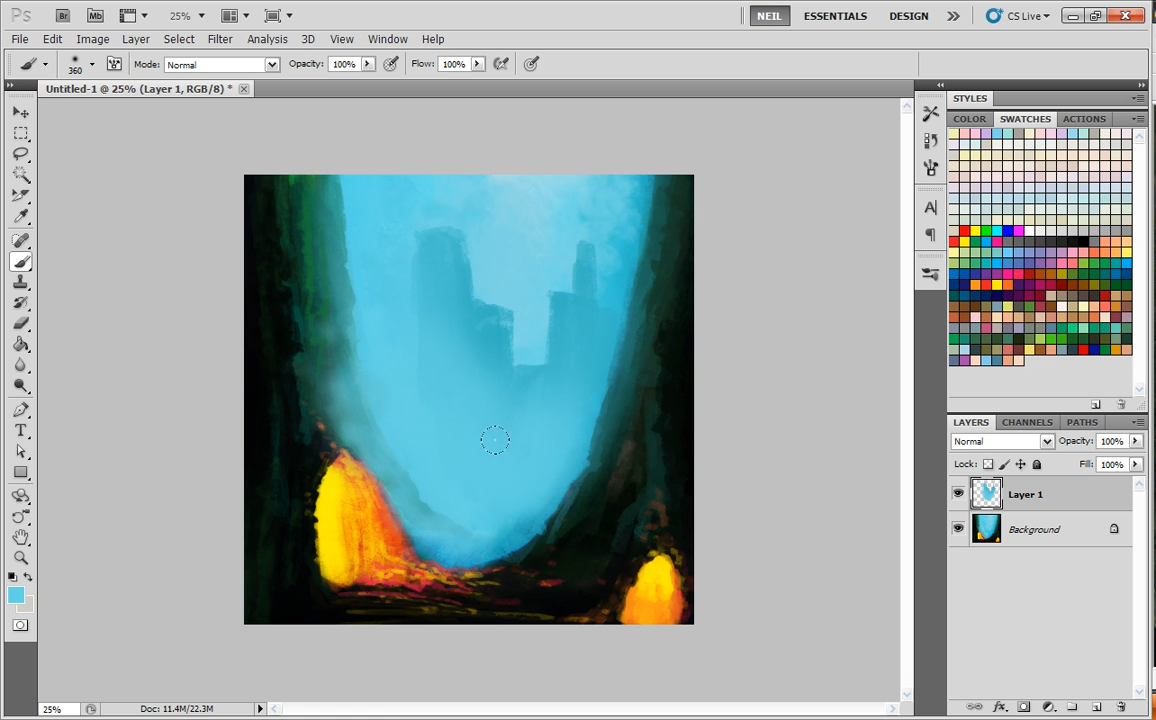 Ps Br Mb 25% NEIL ESSENTIALS DESIGN CS Live
File Edit Image Layer Select Filter Analysis 3D View Window Help
360 Mode: Normal Opacity: 100% Flow: 100%
Untitled-1 @ 25% (Layer 1, RGB/8) *
STYLES
COLOR SWATCHES ACTIONS
LAYERS CHANNELS PATHS
Normal Opacity: 100%
Lock: Fill: 100%
Layer 1
Background
25% Doc: 11.4M/22.3M